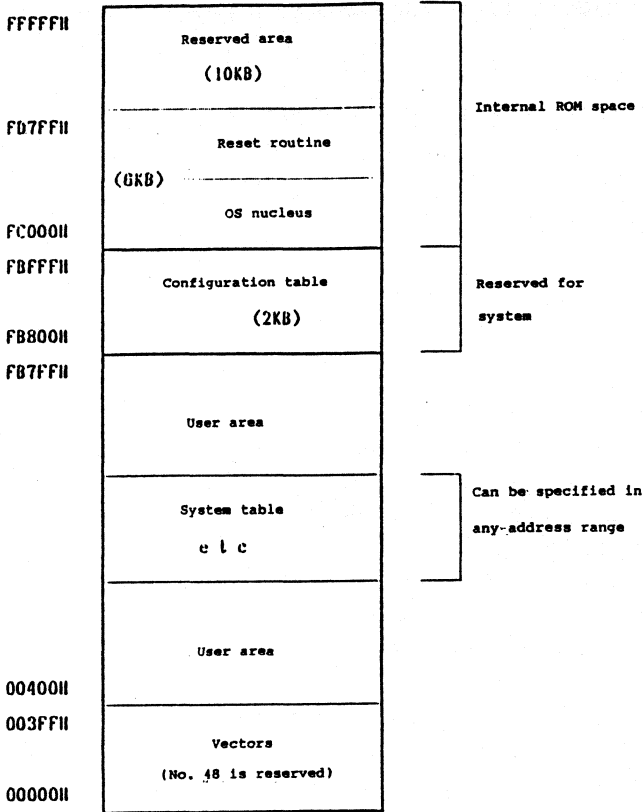 FFFFFH
Reserved area
(10KB)
Internal ROM space
FD7FFH
Reset routine
(6KB)
OS nucleus
FC000H
FBFFFH
Configuration table
(2KB)
Reserved for
system
FB800H
FB7FFH
User area
System table
etc
Can be specified in
any-address range
User area
00400H
003FFH
Vectors
(No. 48 is reserved)
00000H